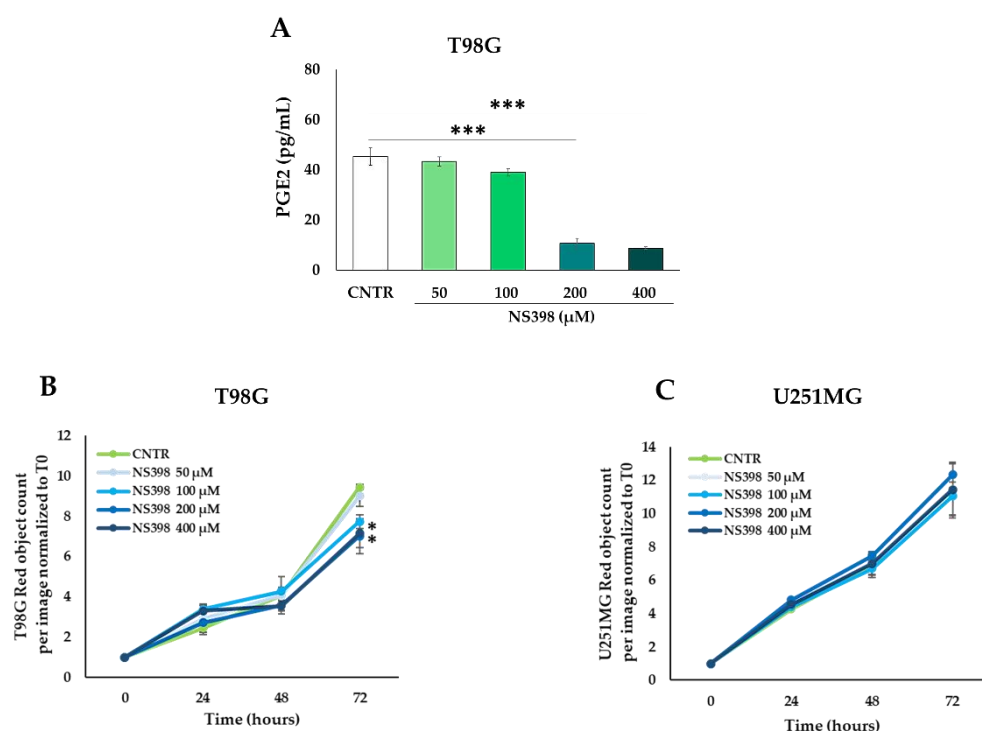 A
T98G
80
60
40
20
0
PGE2 (pg/mL)
***
***
CNTR 50 100 200 400
NS398 (µM)
B
T98G
12
10
8
6
4
2
0
T98G Red object count
per image normalized to T0
CNTR
NS398 50 µM
NS398 100 µM
NS398 200 µM
NS398 400 µM
*
*
0 24 48 72
Time (hours)
C
U251MG
14
12
10
8
6
4
2
0
U251MG Red object count
per image normalized to T0
CNTR
NS398 50 µM
NS398 100 µM
NS398 200 µM
NS398 400 µM
0 24 48 72
Time (hours)